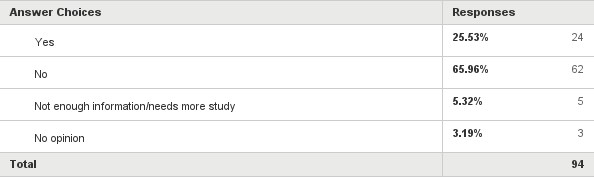 Answer Choices Responses
Yes 25.53% 24
No 65.96% 62
Not enough information/needs more study 5.32% 5
No opinion 3.19% 3
Total 94